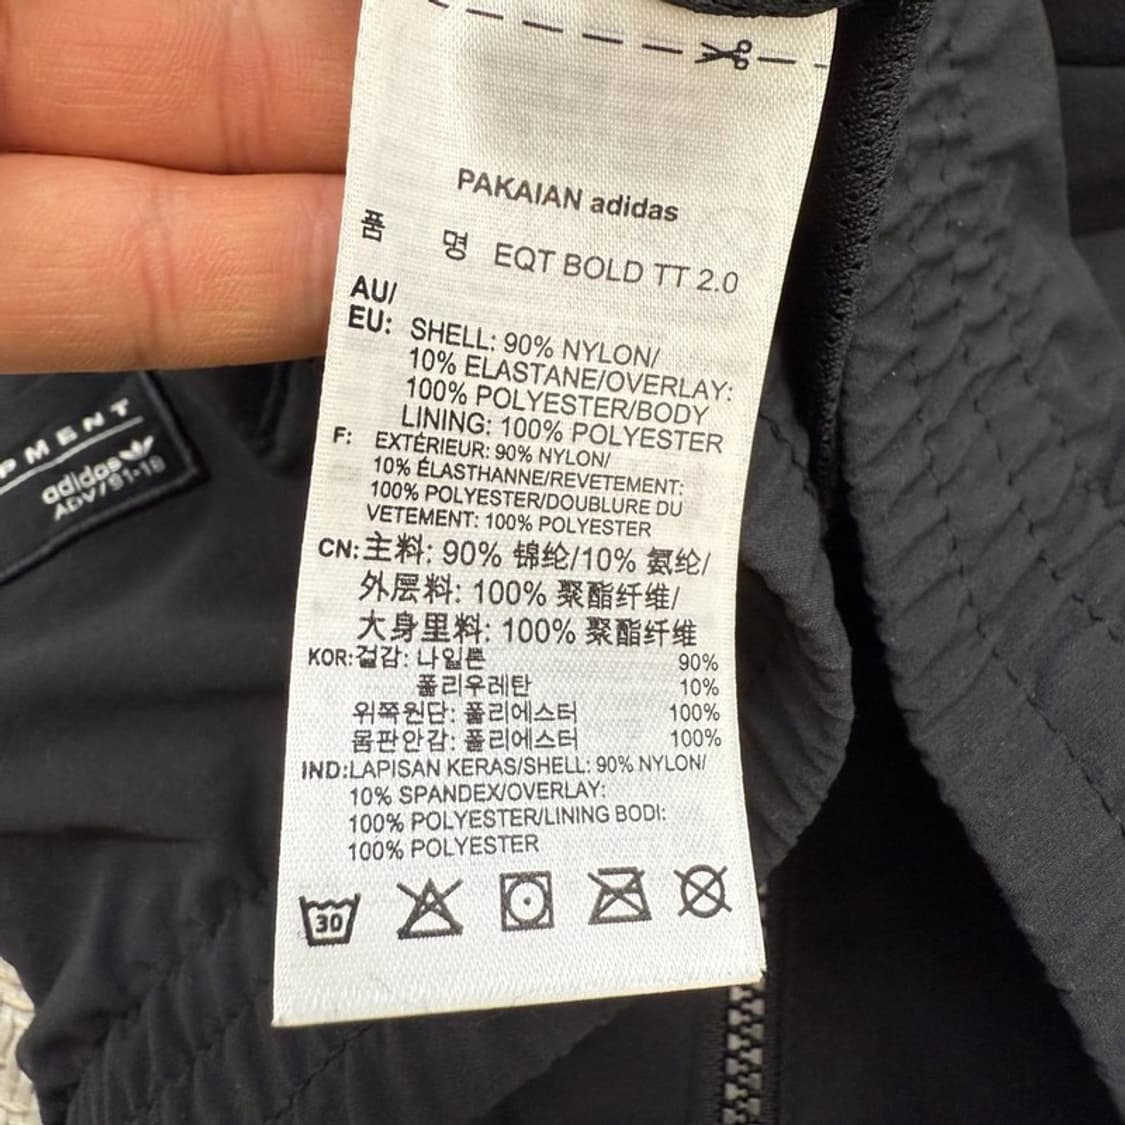 PAKAIAN adidas
품 명 EQT BOLD TT 2.0
AU/
EU: SHELL: 90% NYLON/
10% ELASTANE/OVERLAY:
100% POLYESTER/BODY
LINING: 100% POLYESTER
F: EXTÉRIEUR: 90% NYLON/
10% ÉLASTHANNE/REVETEMENT:
100% POLYESTER/DOUBLURE DU
VETEMENT: 100% POLYESTER
CN: 主料: 90% 锦纶/10% 氨纶/
外层料: 100% 聚酯纤维/
大身里料: 100% 聚酯纤维
KOR: 겉감: 나일론 90%
폴리우레탄 10%
위쪽원단: 폴리에스터 100%
몸판안감: 폴리에스터 100%
IND: LAPISAN KERAS/SHELL: 90% NYLON/
10% SPANDEX/OVERLAY:
100% POLYESTER/LINING BODI:
100% POLYESTER
30
PMENT
adidas
ADV/91-18